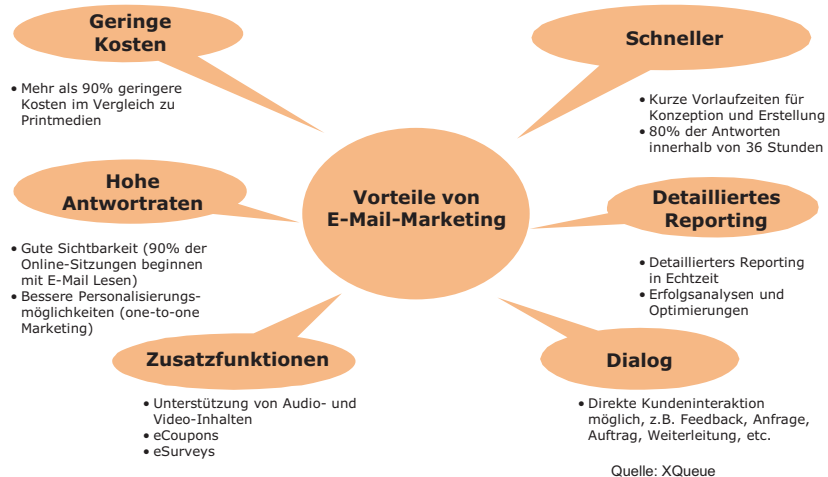 Geringe
Kosten
• Mehr als 90% geringere
Kosten im Vergleich zu
Printmedien
Schneller
• Kurze Vorlaufzeiten für
Konzeption und Erstellung
• 80% der Antworten
innerhalb von 36 Stunden
Vorteile von
E-Mail-Marketing
Hohe
Antwortraten
• Gute Sichtbarkeit (90% der
Online-Sitzungen beginnen
mit E-Mail Lesen)
• Bessere Personalisierungs-
möglichkeiten (one-to-one
Marketing)
Detailliertes
Reporting
• Detaillierters Reporting
in Echtzeit
• Erfolgsanalysen und
Optimierungen
Zusatzfunktionen
• Unterstützung von Audio- und
Video-Inhalten
• eCoupons
• eSurveys
Dialog
• Direkte Kundeninteraktion
möglich, z.B. Feedback, Anfrage,
Auftrag, Weiterleitung, etc.
Quelle: XQueue